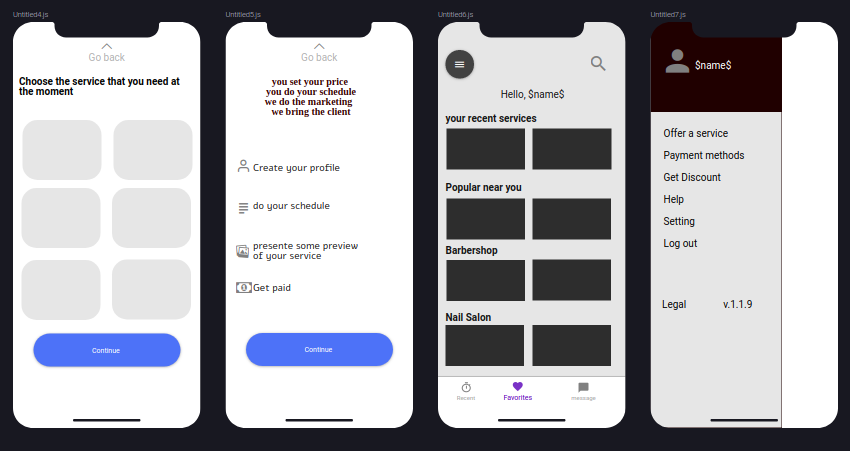 Untitled4.js
Go back
Choose the service that you need at
the moment
Continue
Untitled5.js
Go back
you set your price
you do your schedule
we do the marketing
we bring the client
Create your profile
do your schedule
presente some preview
of your service
Get paid
Continue
Untitled6.js
Hello, $name$
your recent services
Popular near you
Barbershop
Nail Salon
Recent
Favorites
message
Untitled7.js
$name$
Offer a service
Payment methods
Get Discount
Help
Setting
Log out
Legal
v.1.1.9